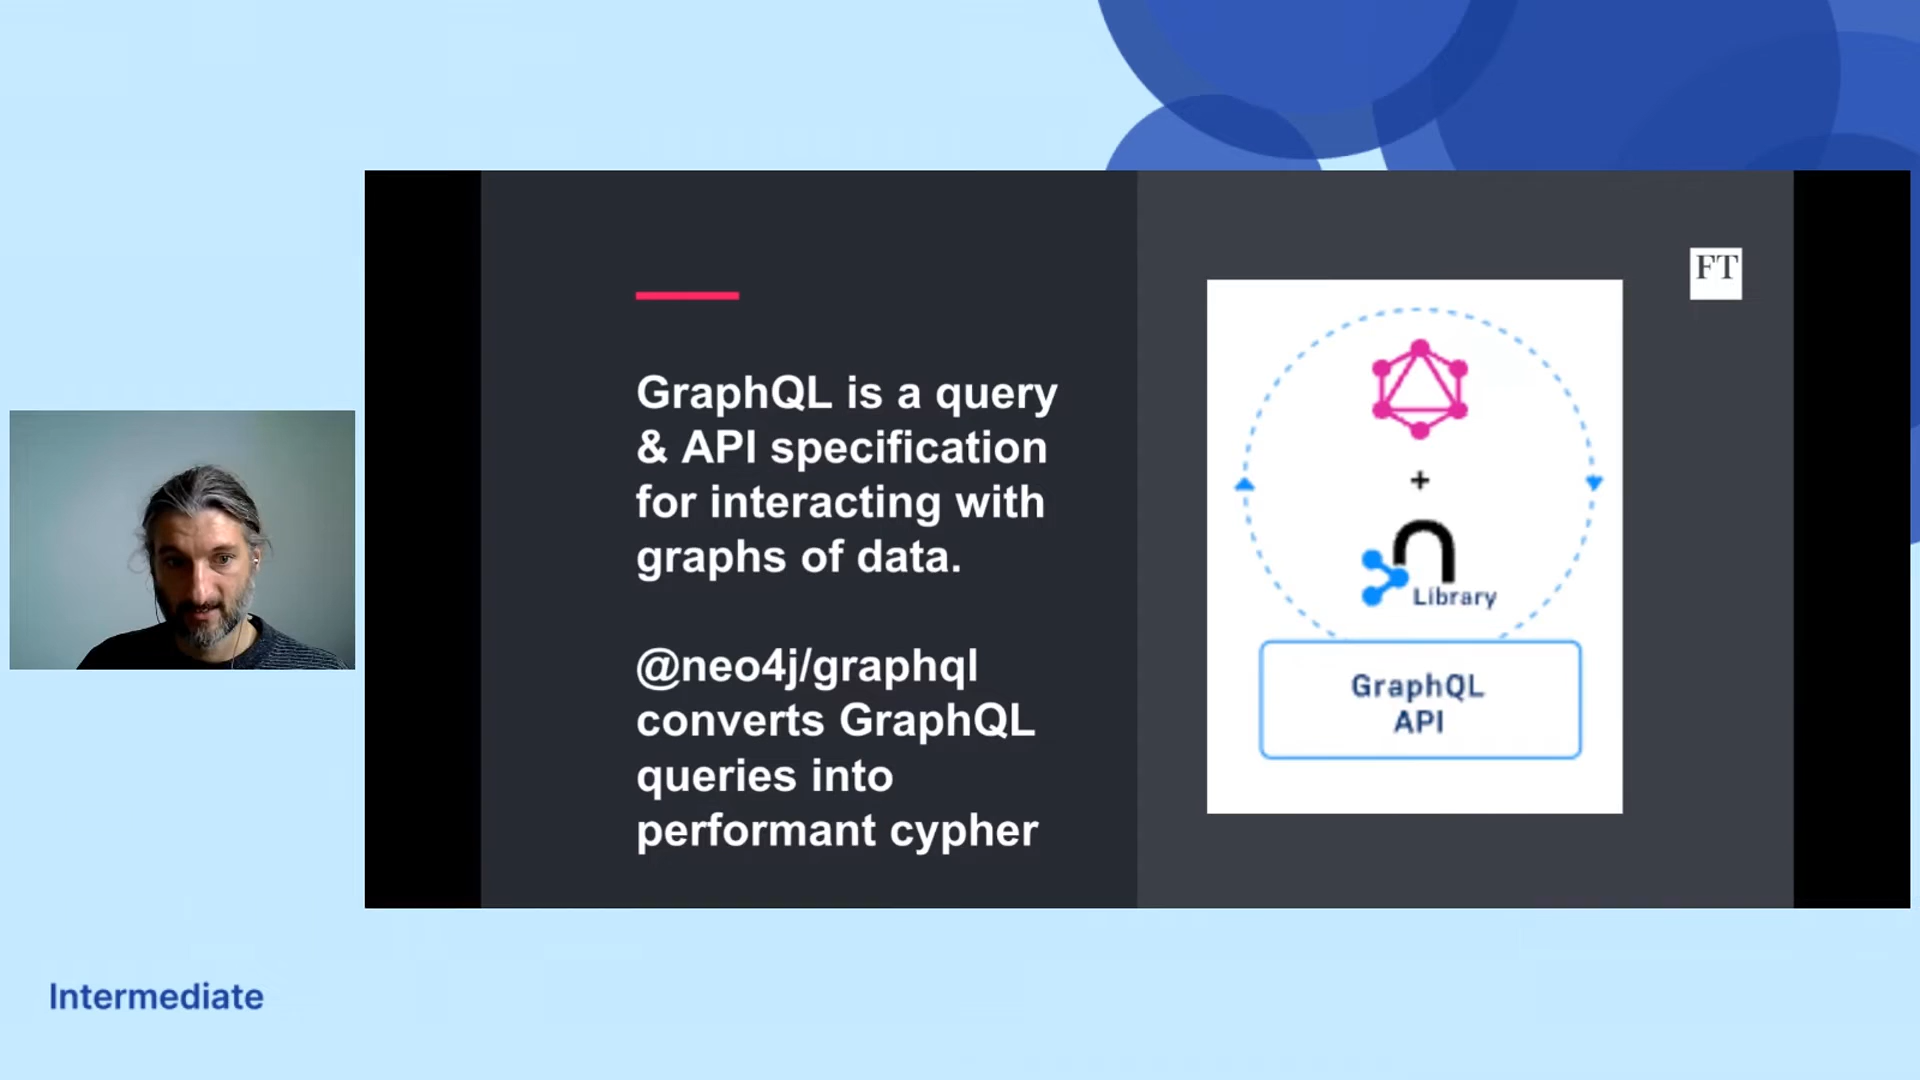 GraphQL is a query
& API specification
for interacting with
graphs of data.
@neo4j/graphql
converts GraphQL
queries into
performant cypher
FT
+
Library
GraphQL
API
Intermediate